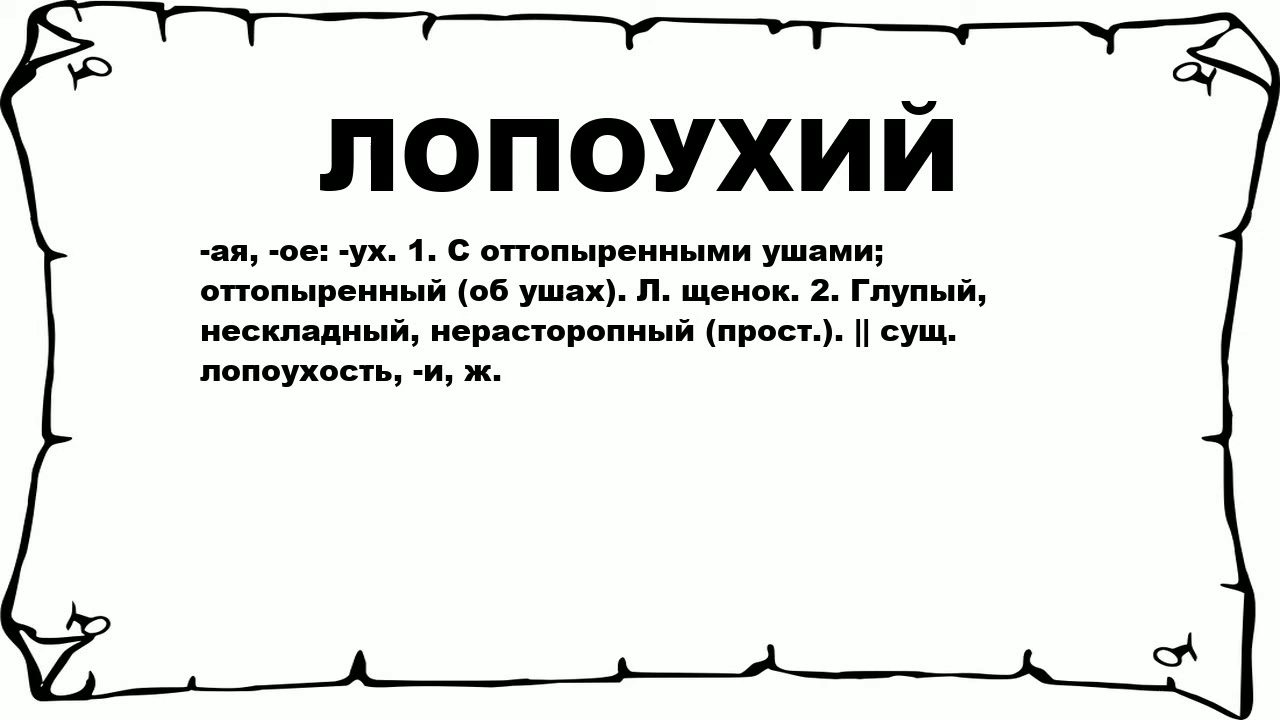 ЛОПОУХИЙ
-ая, -ое: -ух. 1. С оттопыренными ушами;
оттопыренный (об ушах). Л. щенок. 2. Глупый,
нескладный, нерасторопный (прост.). || сущ.
лопоухость, -и, ж.